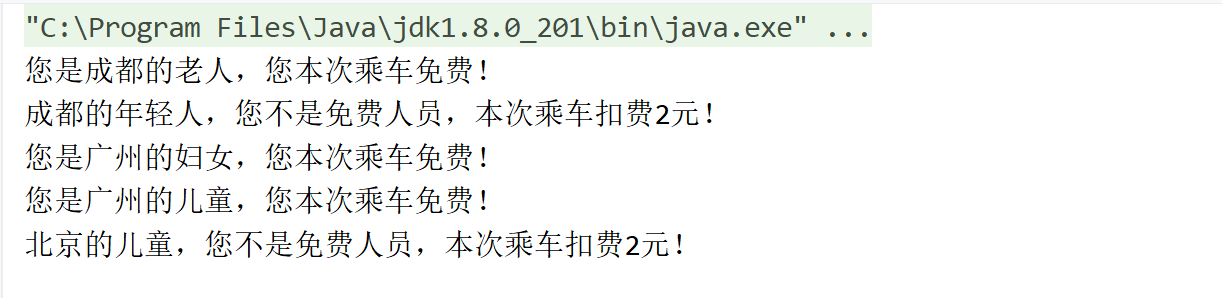 "C:\Program Files\Java\jdk1.8.0_201\bin\java.exe" ...
您是成都的老人，您本次乘车免费！
成都的年轻人，您不是免费人员，本次乘车扣费2元！
您是广州的妇女，您本次乘车免费！
您是广州的儿童，您本次乘车免费！
北京的儿童，您不是免费人员，本次乘车扣费2元！